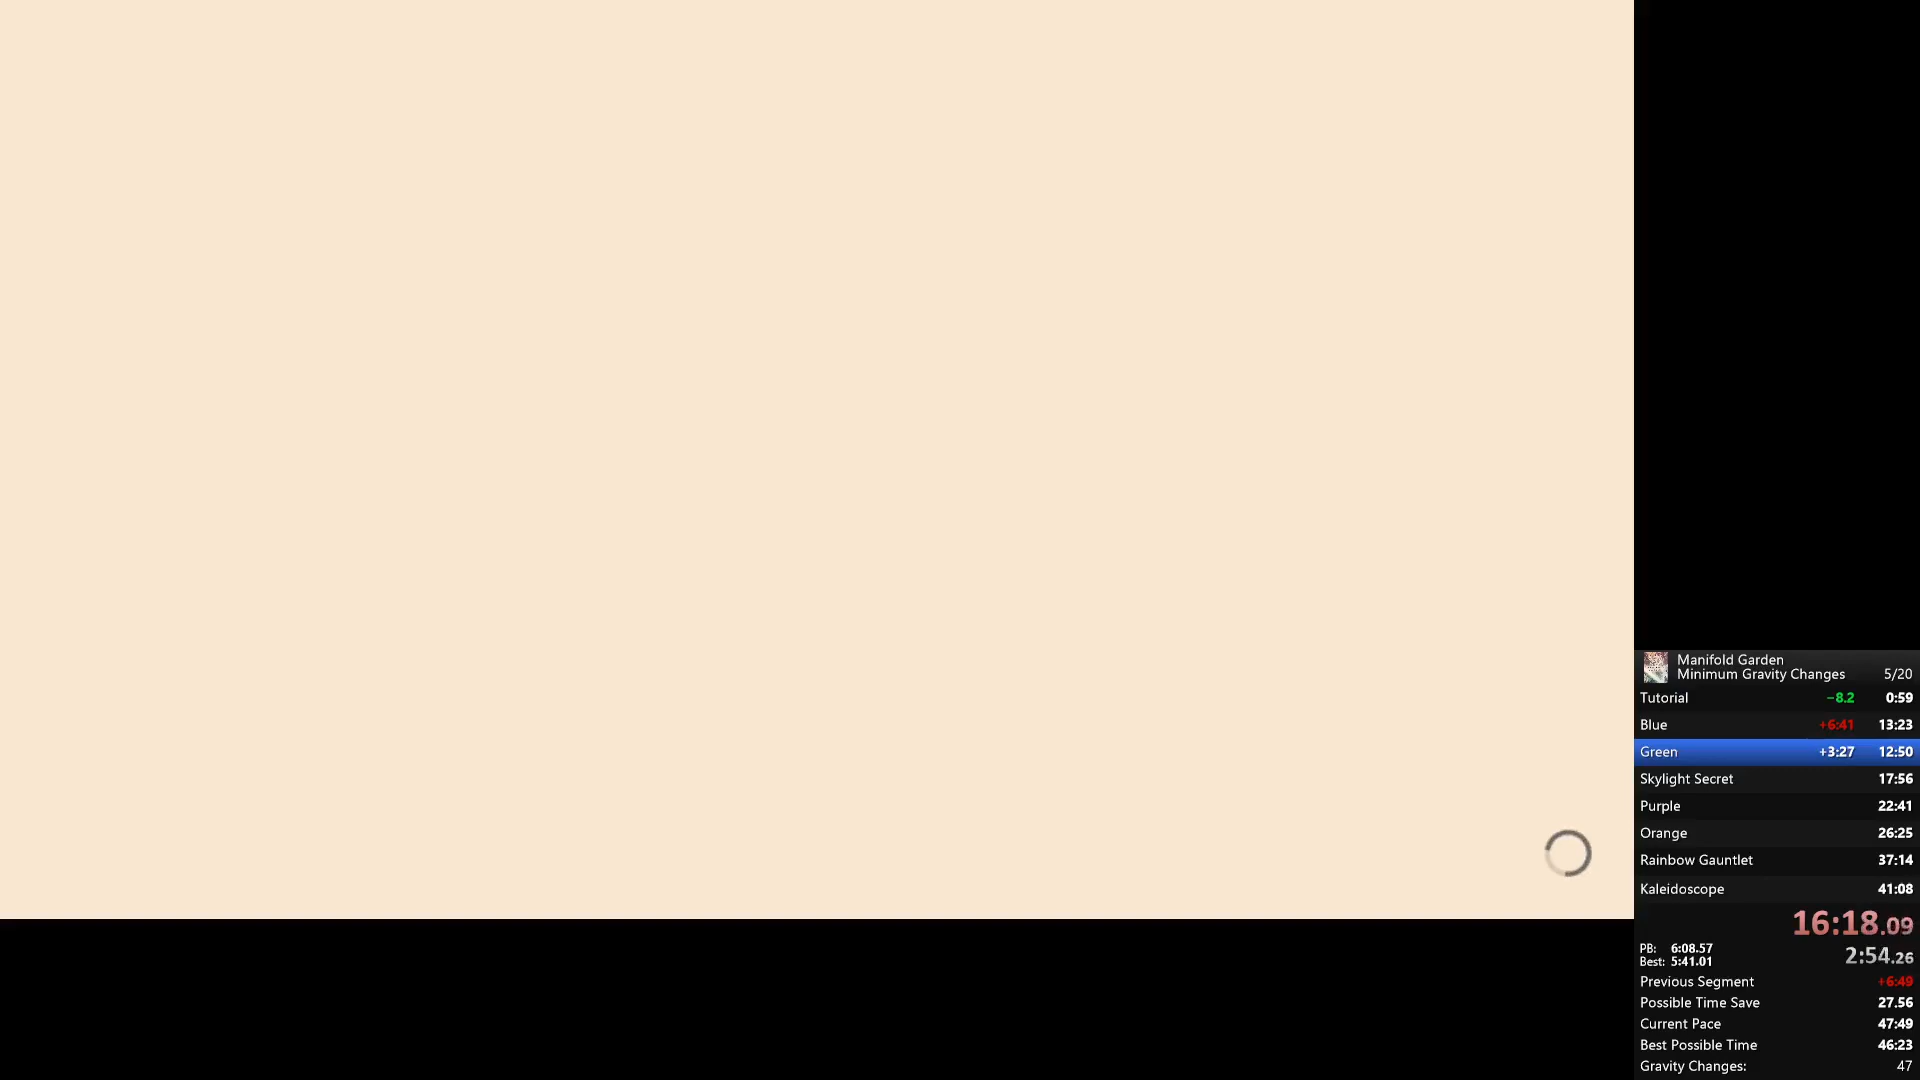 Manifold Garden
Minimum Gravity Changes 5/20
Tutorial −8.2 0:59
Blue +6:41 13:23
Green +3:27 12:50
Skylight Secret 17:56
Purple 22:41
Orange 26:25
Rainbow Gauntlet 37:14
Kaleidoscope 41:08
16:18.09
PB: 6:08.57
Best: 5:41.01
2:54.26
Previous Segment +6:49
Possible Time Save 27.56
Current Pace 47:49
Best Possible Time 46:23
Gravity Changes: 47